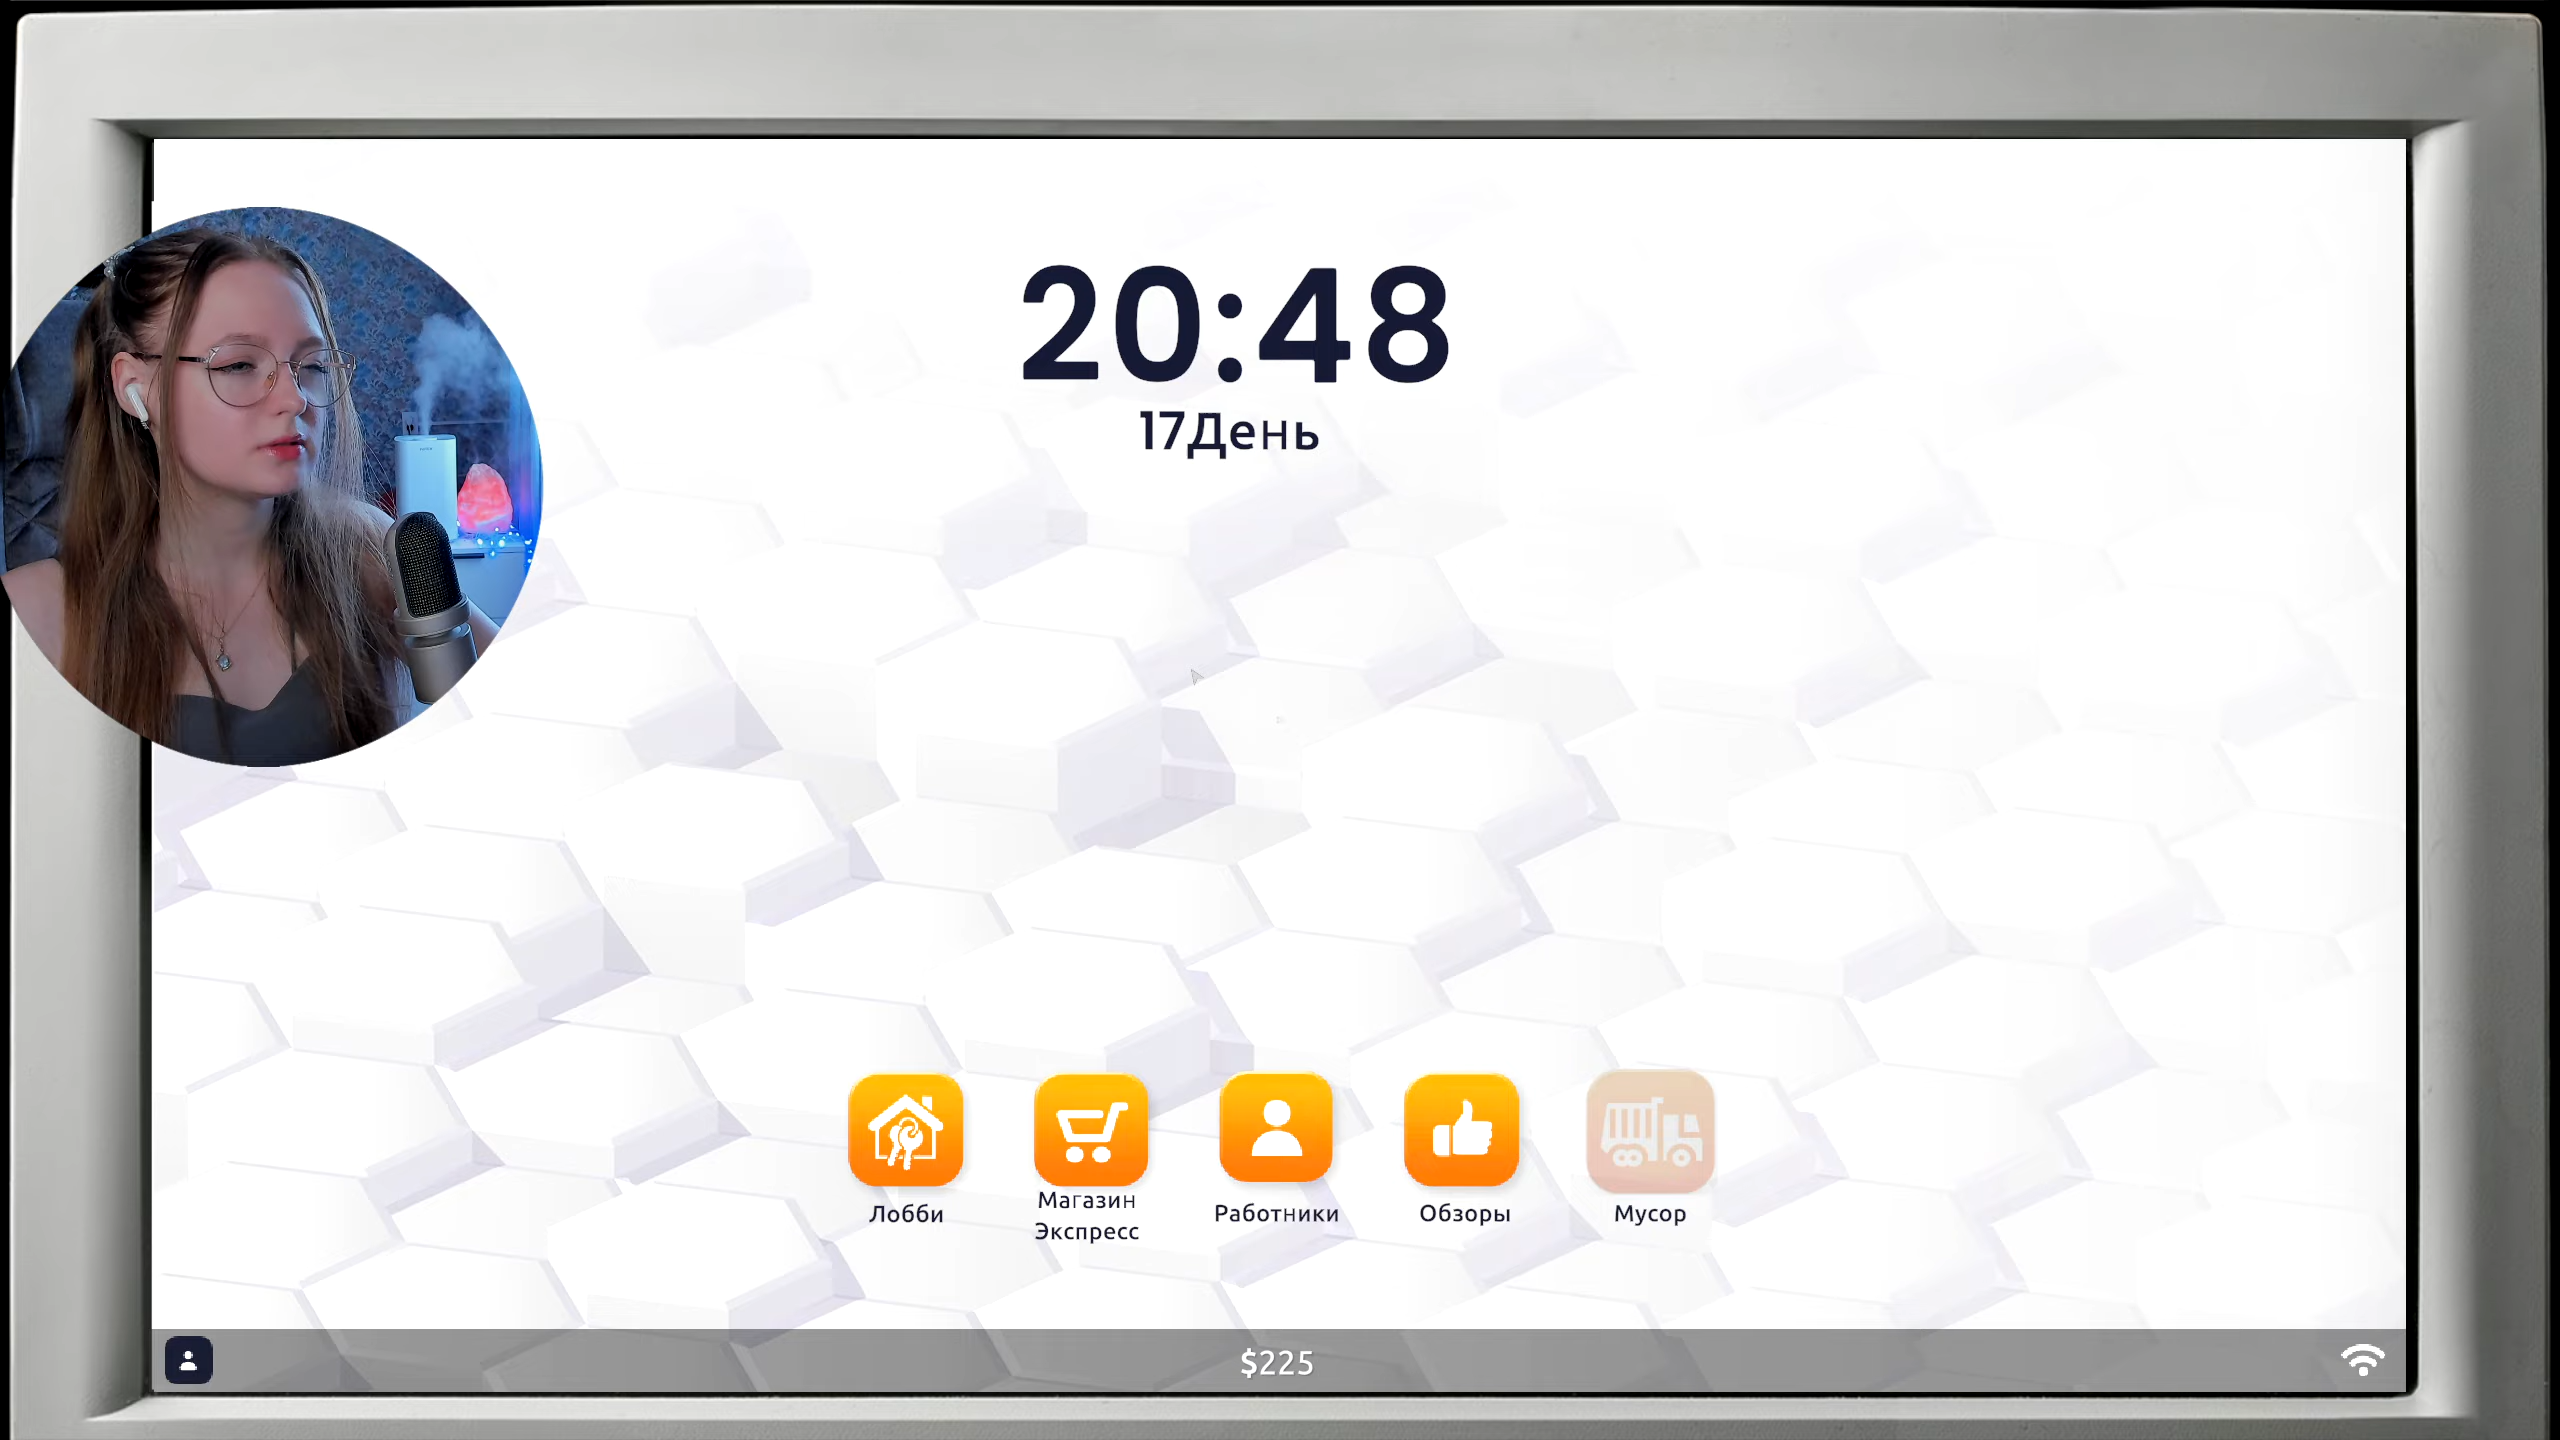 20:48
17День
Лобби
Магазин
Экспресс
Работники
Обзоры
Мусор
$225